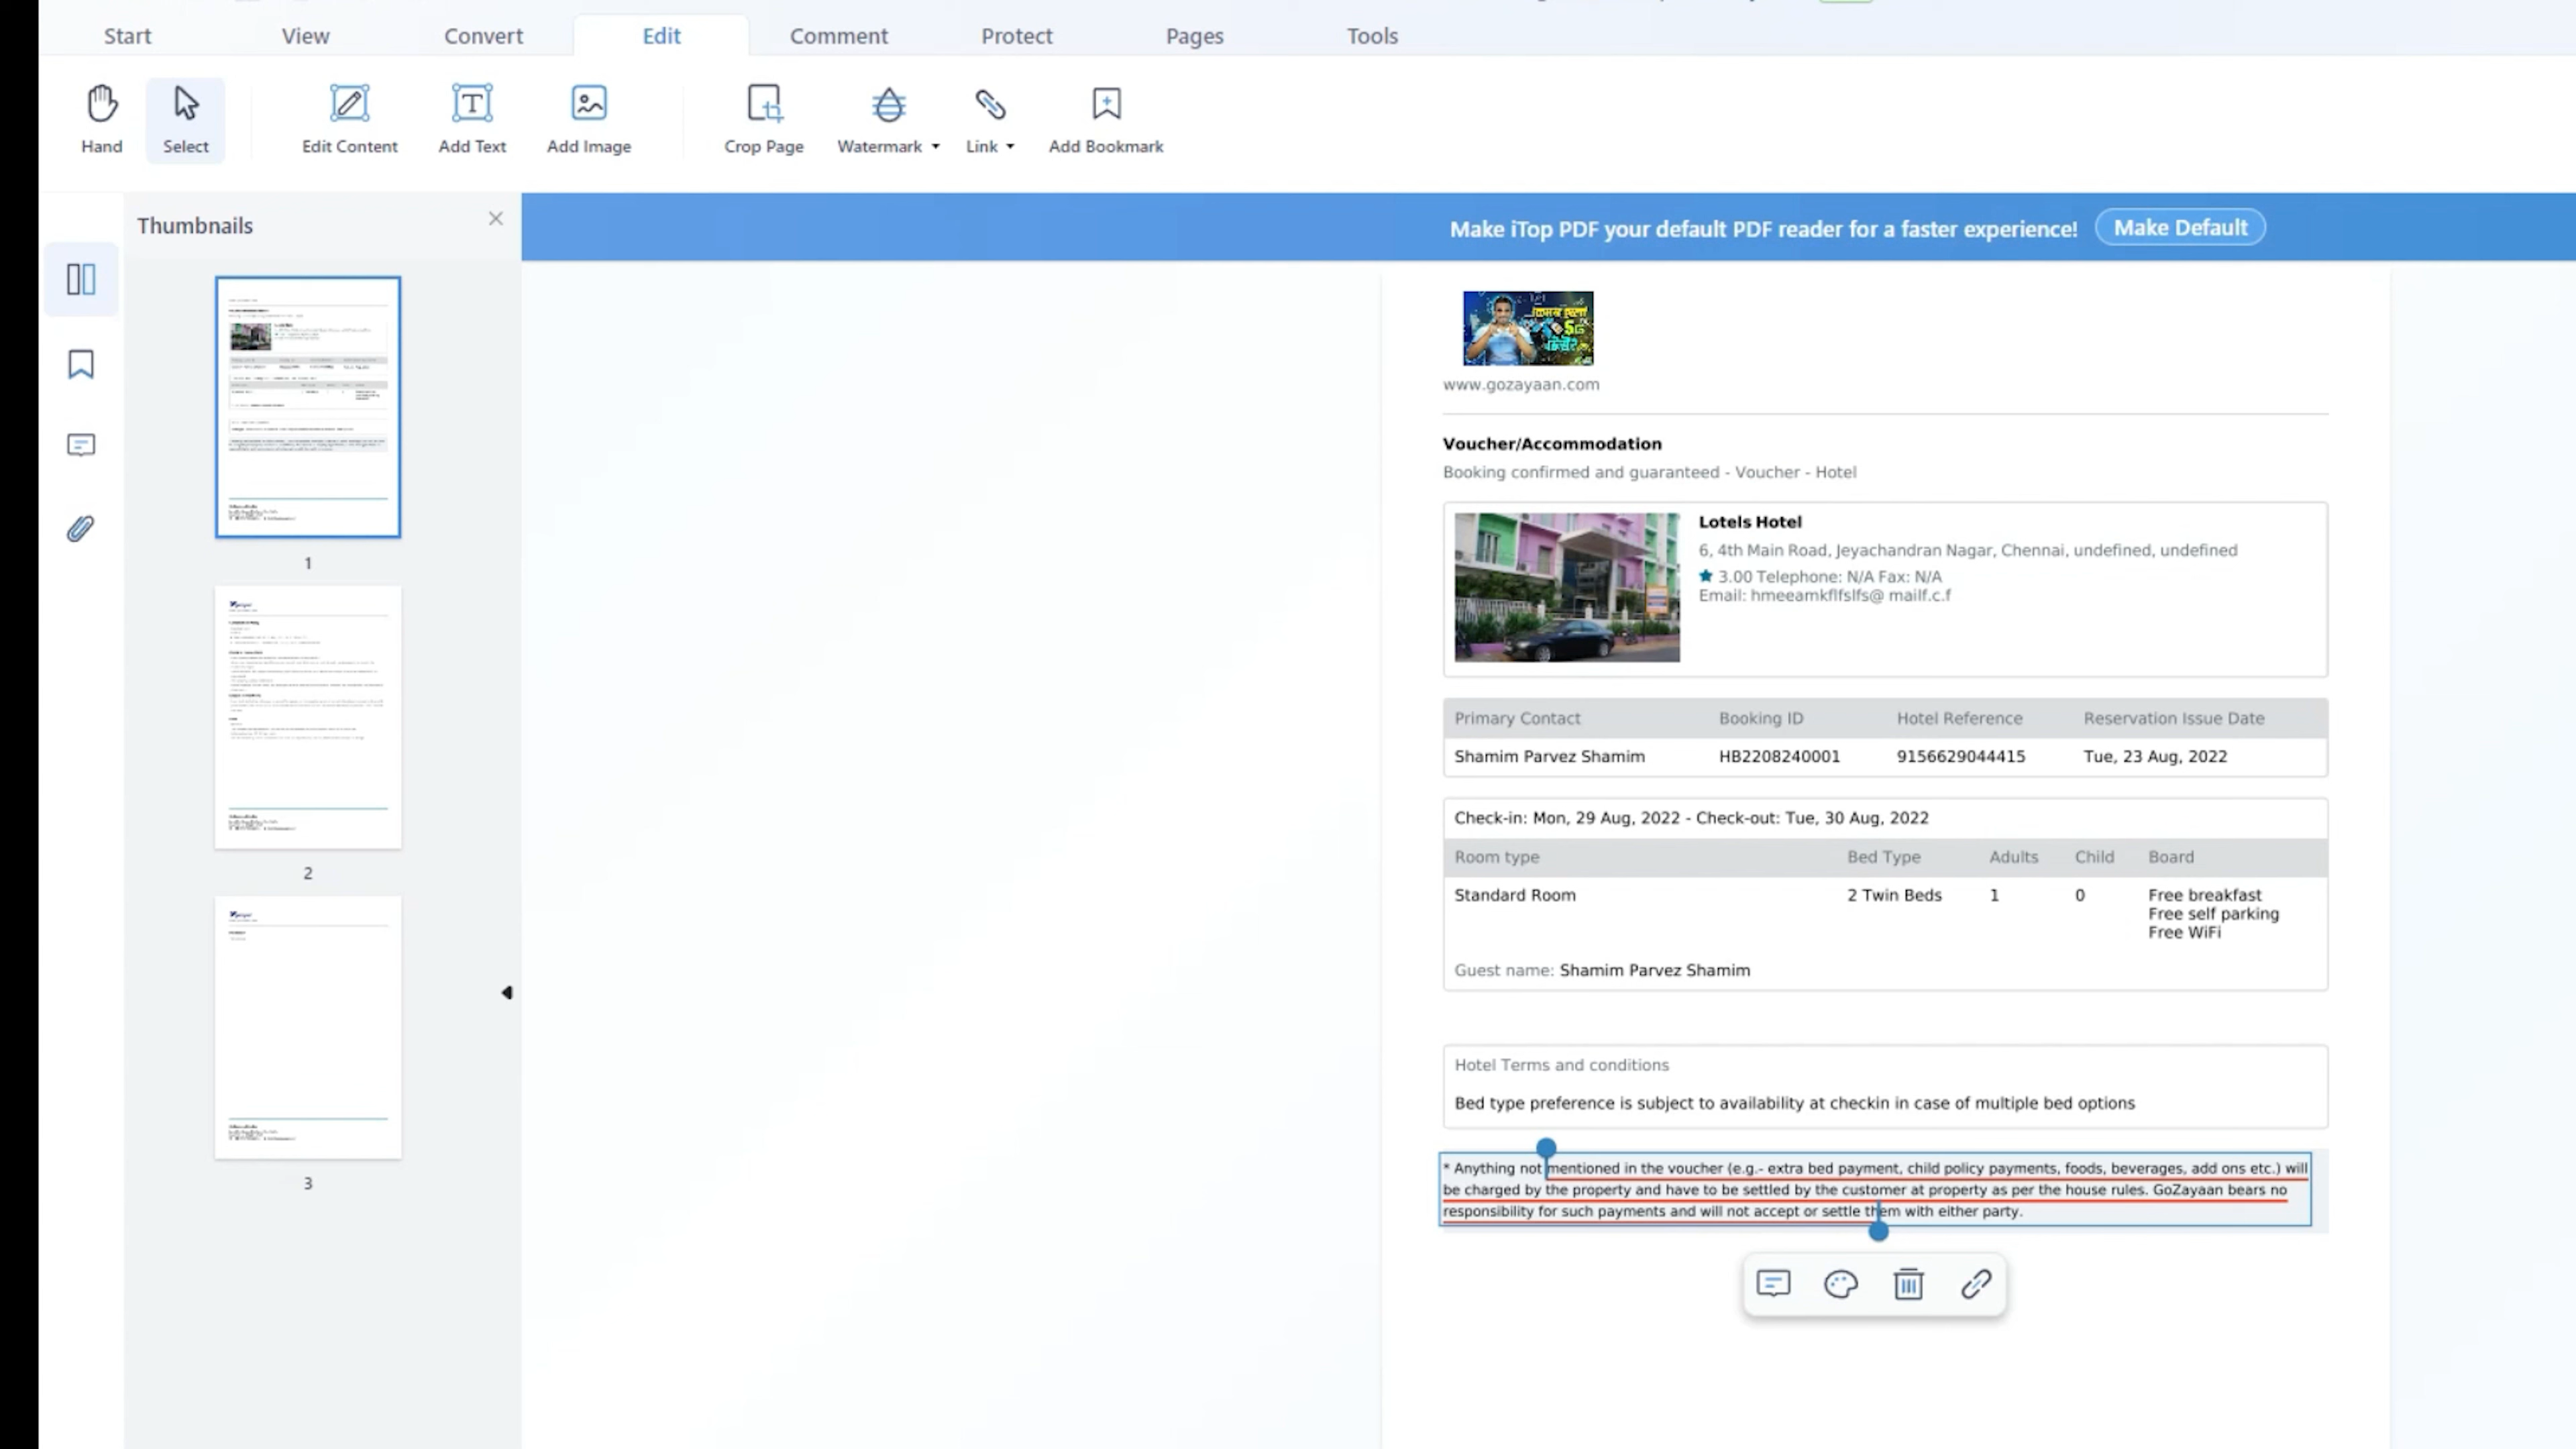 Start View Convert Edit Comment Protect Pages Tools
Hand Select Edit Content Add Text Add Image Crop Page Watermark Link Add Bookmark
Thumbnails
1
2
3
Make iTop PDF your default PDF reader for a faster experience! Make Default
www.gozayaan.com
Voucher/Accommodation
Booking confirmed and guaranteed - Voucher - Hotel
Lotels Hotel
6, 4th Main Road, Jeyachandran Nagar, Chennai, undefined, undefined
3.00 Telephone: N/A Fax: N/A
Email: hmeeamkflfslfs@ mailf.c.f
Primary Contact Booking ID Hotel Reference Reservation Issue Date
Shamim Parvez Shamim HB2208240001 9156629044415 Tue, 23 Aug, 2022
Check-in: Mon, 29 Aug, 2022 - Check-out: Tue, 30 Aug, 2022
Room type Bed Type Adults Child Board
Standard Room 2 Twin Beds 1 0 Free breakfast
Free self parking
Free WiFi
Guest name: Shamim Parvez Shamim
Hotel Terms and conditions
Bed type preference is subject to availability at checkin in case of multiple bed options
* Anything not mentioned in the voucher (e.g.- extra bed payment, child policy payments, foods, beverages, add ons etc.) will
be charged by the property and have to be settled by the customer at property as per the house rules. GoZayaan bears no
responsibility for such payments and will not accept or settle them with either party.